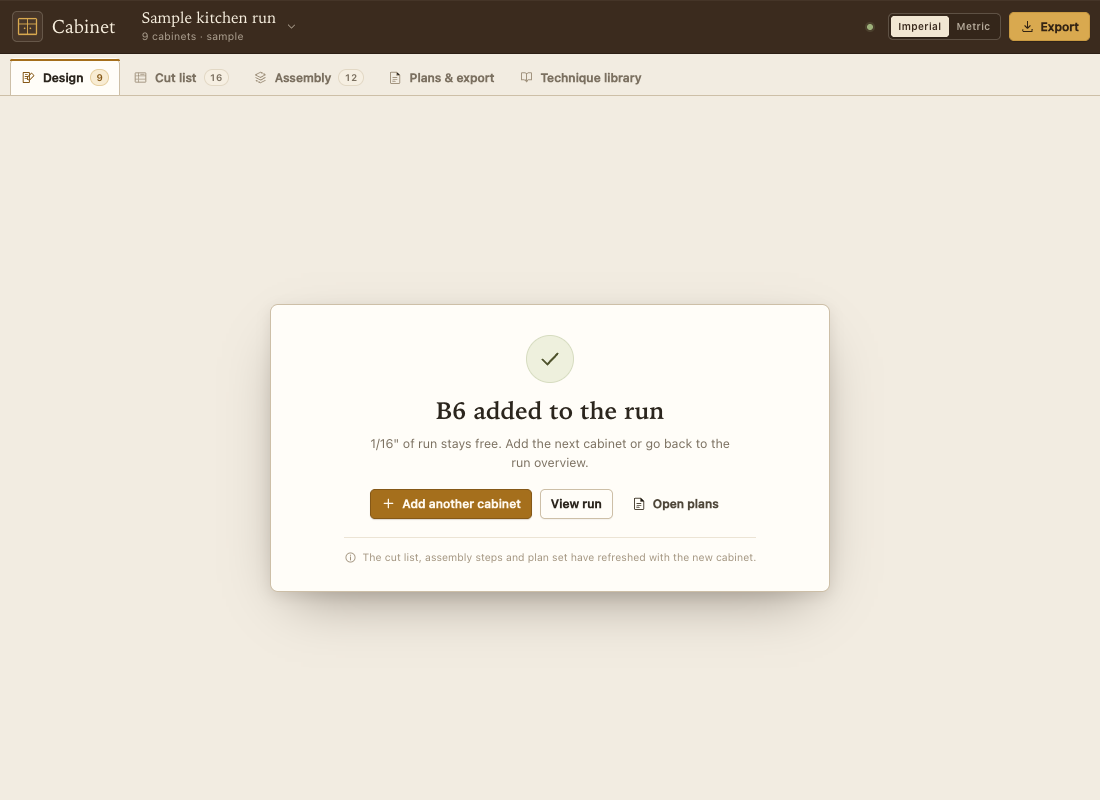 Cabinet
Sample kitchen run
9 cabinets · sample
Imperial
Metric
Export
Design 9
Cut list 16
Assembly 12
Plans & export
Technique library
B6 added to the run
1/16" of run stays free. Add the next cabinet or go back to the
run overview.
Add another cabinet
View run
Open plans
The cut list, assembly steps and plan set have refreshed with the new cabinet.